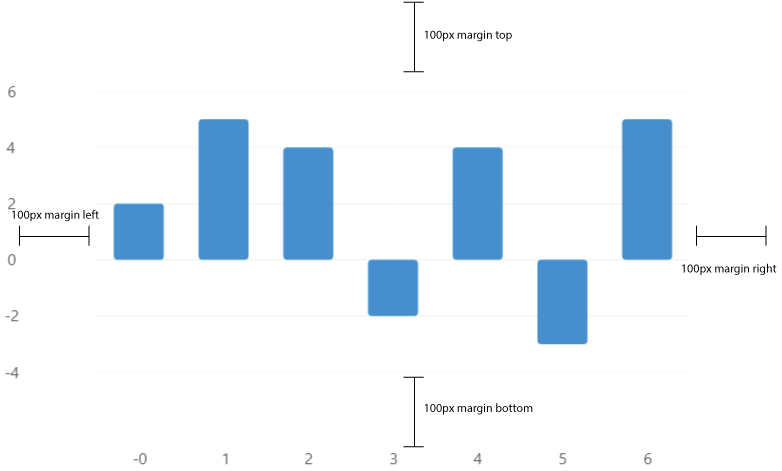 100px margin top
6
4
2
100px margin left
0
100px margin right
-2
-4
100px margin bottom
-0 1 2 3 4 5 6